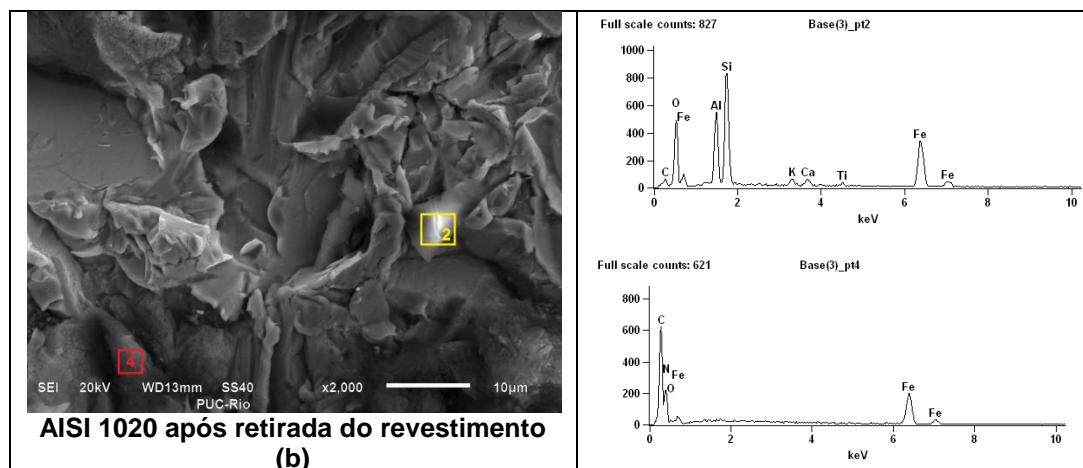 2
4
SEI 20kV WD13mm SS40 x2,000 10µm
PUC-Rio
AISI 1020 após retirada do revestimento
(b)
Full scale counts: 827 Base(3)_pt2
1000
800
600
400
200
0
Si
O
Fe
Al
C
K
Ca
Ti
Fe
Fe
0 2 4 6 8 10
keV
Full scale counts: 621 Base(3)_pt4
800
600
400
200
0
C
N
Fe
O
Fe
Fe
0 2 4 6 8 10
keV